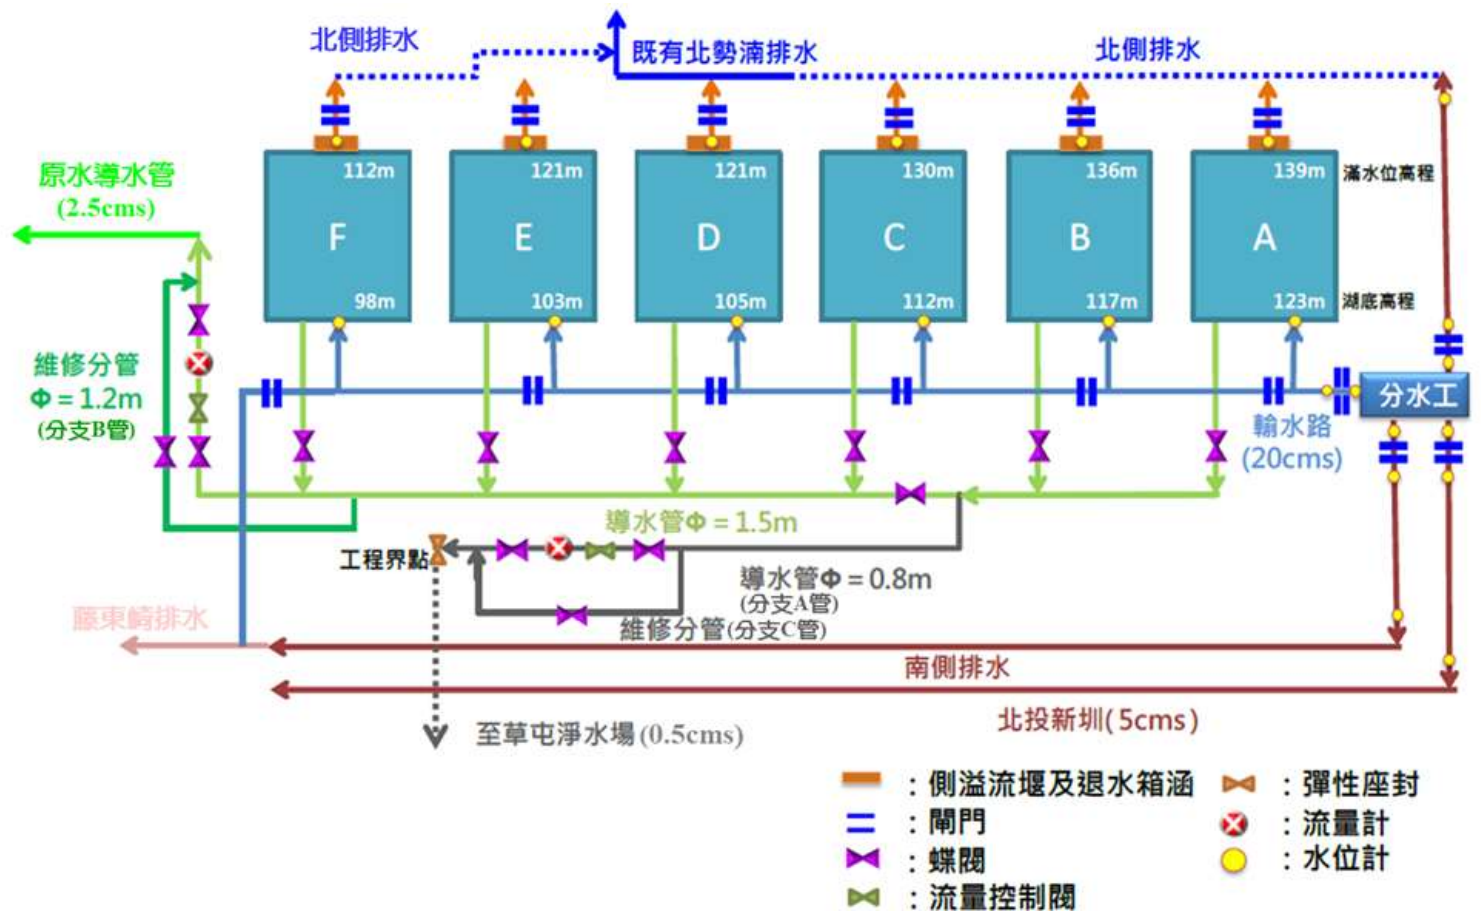 北側排水
既有北勢湳排水
北側排水
原水導水管
(2.5cms)
112m
121m
121m
130m
136m
139m
滿水位高程
F
E
D
C
B
A
98m
103m
105m
112m
117m
123m
湖底高程
維修分管
Φ = 1.2m
(分支B管)
分水工
輸水路
(20cms)
導水管Φ = 1.5m
工程界點
導水管Φ = 0.8m
(分支A管)
維修分管(分支C管)
藤東崎排水
南側排水
北投新圳( 5cms)
至草屯淨水場(0.5cms)
：側溢流堰及退水箱涵
：彈性座封
：閘門
：流量計
：蝶閥
：水位計
：流量控制閥